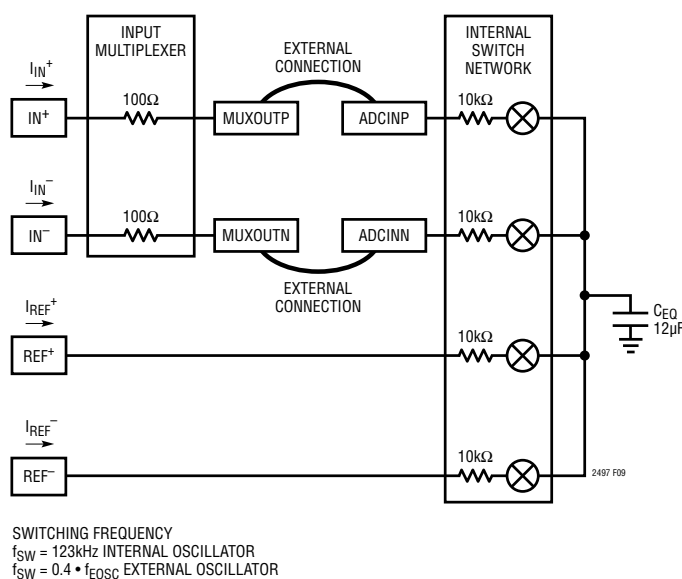 INPUT
MULTIPLEXER
EXTERNAL
CONNECTION
INTERNAL
SWITCH
NETWORK
IIN+
100Ω
10kΩ
IN+
MUXOUTP
ADCINP
IIN–
100Ω
10kΩ
IN–
MUXOUTN
ADCINN
EXTERNAL
CONNECTION
IREF+
10kΩ
CEQ
12μF
REF+
IREF–
10kΩ
REF–
2497 F09
SWITCHING FREQUENCY
fSW = 123kHz INTERNAL OSCILLATOR
fSW = 0.4 • fEOSC EXTERNAL OSCILLATOR